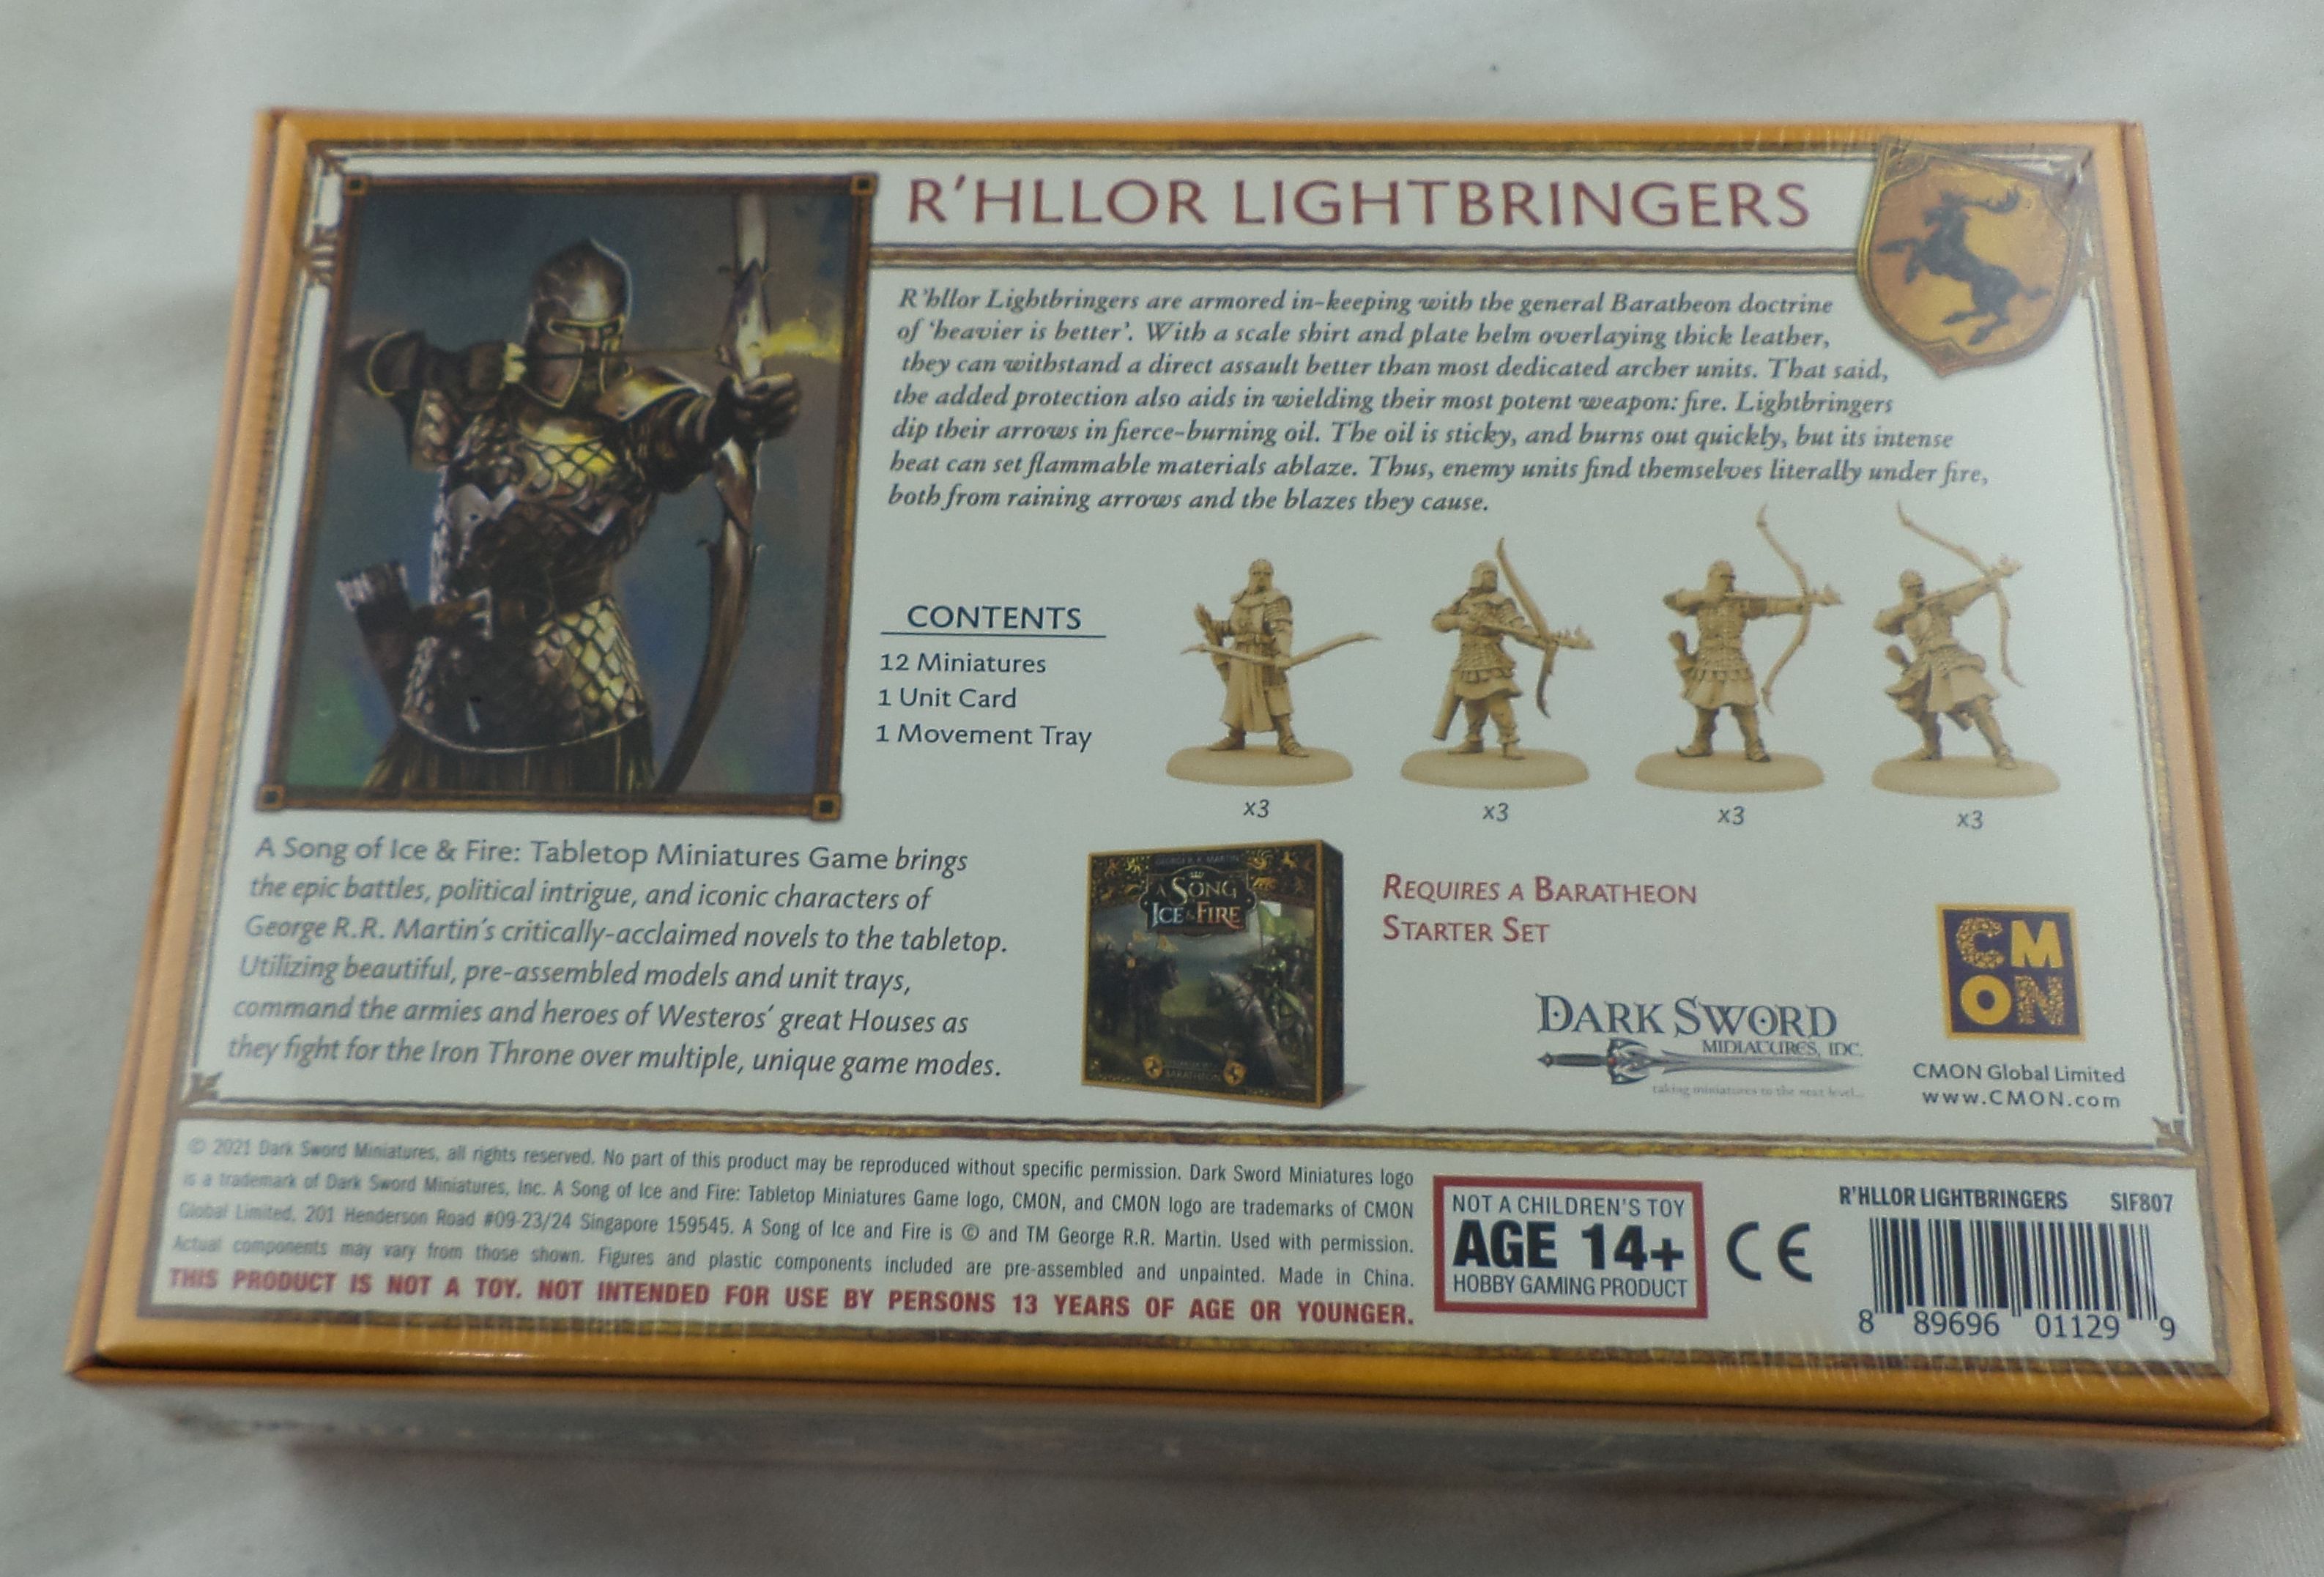 R'HLLOR LIGHTBRINGERS
R'hllor Lightbringers are armored in-keeping with the general Baratheon doctrine
of 'heavier is better'. With a scale shirt and plate helm overlaying thick leather,
they can withstand a direct assault better than most dedicated archer units. That said,
the added protection also aids in wielding their most potent weapon: fire. Lightbringers
dip their arrows in fierce-burning oil. The oil is sticky, and burns out quickly, but its intense
heat can set flammable materials ablaze. Thus, enemy units find themselves literally under fire,
both from raining arrows and the blazes they cause.
CONTENTS
12 Miniatures
1 Unit Card
1 Movement Tray
x3
x3
x3
x3
A Song of Ice & Fire: Tabletop Miniatures Game brings
the epic battles, political intrigue, and iconic characters of
George R.R. Martin's critically-acclaimed novels to the tabletop.
Utilizing beautiful, pre-assembled models and unit trays,
command the armies and heroes of Westeros' great Houses as
they fight for the Iron Throne over multiple, unique game modes.
GEORGE R.R. MARTIN
A SONG
ICE & FIRE
BARATHEON
REQUIRES A BARATHEON
STARTER SET
DARK SWORD
MINIATURES, INC.
taking miniatures to the next level...
CM
ON
CMON Global Limited
www.CMON.com
© 2021 Dark Sword Miniatures, all rights reserved. No part of this product may be reproduced without specific permission. Dark Sword Miniatures logo
is a trademark of Dark Sword Miniatures, Inc. A Song of Ice and Fire: Tabletop Miniatures Game logo, CMON, and CMON logo are trademarks of CMON
Global Limited, 201 Henderson Road #09-23/24 Singapore 159545. A Song of Ice and Fire is © and TM George R.R. Martin. Used with permission.
Actual components may vary from those shown. Figures and plastic components included are pre-assembled and unpainted. Made in China.
THIS PRODUCT IS NOT A TOY. NOT INTENDED FOR USE BY PERSONS 13 YEARS OF AGE OR YOUNGER.
NOT A CHILDREN'S TOY
AGE 14+
HOBBY GAMING PRODUCT
CE
R'HLLOR LIGHTBRINGERS SIF807
8 89696 01129 9